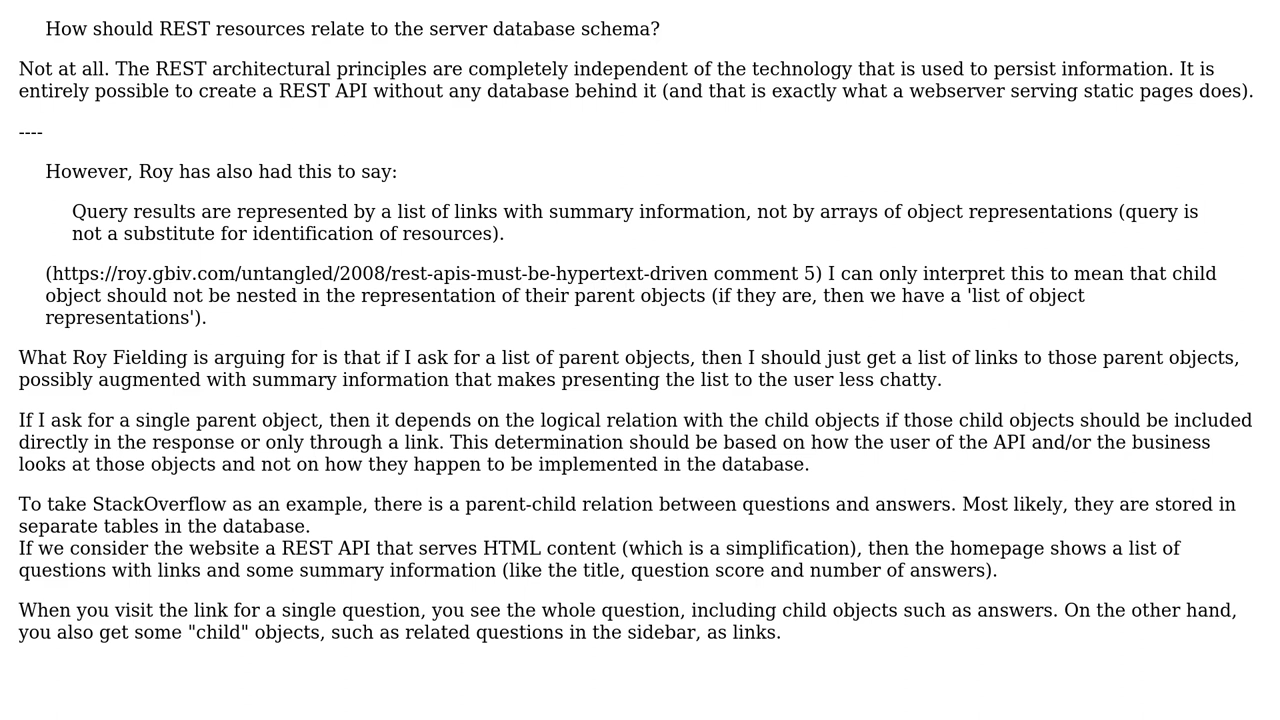 How should REST resources relate to the server database schema?
Not at all. The REST architectural principles are completely independent of the technology that is used to persist information. It is
entirely possible to create a REST API without any database behind it (and that is exactly what a webserver serving static pages does).
----
However, Roy has also had this to say:
Query results are represented by a list of links with summary information, not by arrays of object representations (query is
not a substitute for identification of resources).
(https://roy.gbiv.com/untangled/2008/rest-apis-must-be-hypertext-driven comment 5) I can only interpret this to mean that child
object should not be nested in the representation of their parent objects (if they are, then we have a 'list of object
representations').
What Roy Fielding is arguing for is that if I ask for a list of parent objects, then I should just get a list of links to those parent objects,
possibly augmented with summary information that makes presenting the list to the user less chatty.
If I ask for a single parent object, then it depends on the logical relation with the child objects if those child objects should be included
directly in the response or only through a link. This determination should be based on how the user of the API and/or the business
looks at those objects and not on how they happen to be implemented in the database.
To take StackOverflow as an example, there is a parent-child relation between questions and answers. Most likely, they are stored in
separate tables in the database.
If we consider the website a REST API that serves HTML content (which is a simplification), then the homepage shows a list of
questions with links and some summary information (like the title, question score and number of answers).
When you visit the link for a single question, you see the whole question, including child objects such as answers. On the other hand,
you also get some "child" objects, such as related questions in the sidebar, as links.